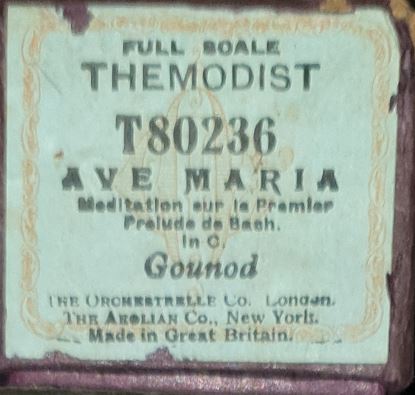 FULL SCALE
THEMODIST
T80236
AVE MARIA
Meditation sur le Premier
Prelude de Bach.
In C.
Gounod
THE ORCHESTRELLE Co. London.
THE AEOLIAN Co., New York.
Made in Great Britain.